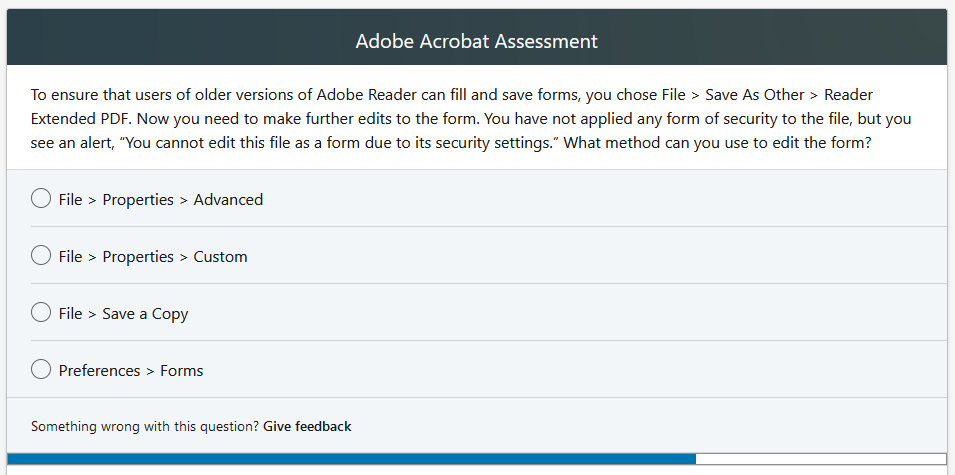 Adobe Acrobat Assessment
To ensure that users of older versions of Adobe Reader can fill and save forms, you chose File > Save As Other > Reader
Extended PDF. Now you need to make further edits to the form. You have not applied any form of security to the file, but you
see an alert, “You cannot edit this file as a form due to its security settings.” What method can you use to edit the form?
File > Properties > Advanced
File > Properties > Custom
File > Save a Copy
Preferences > Forms
Something wrong with this question? Give feedback